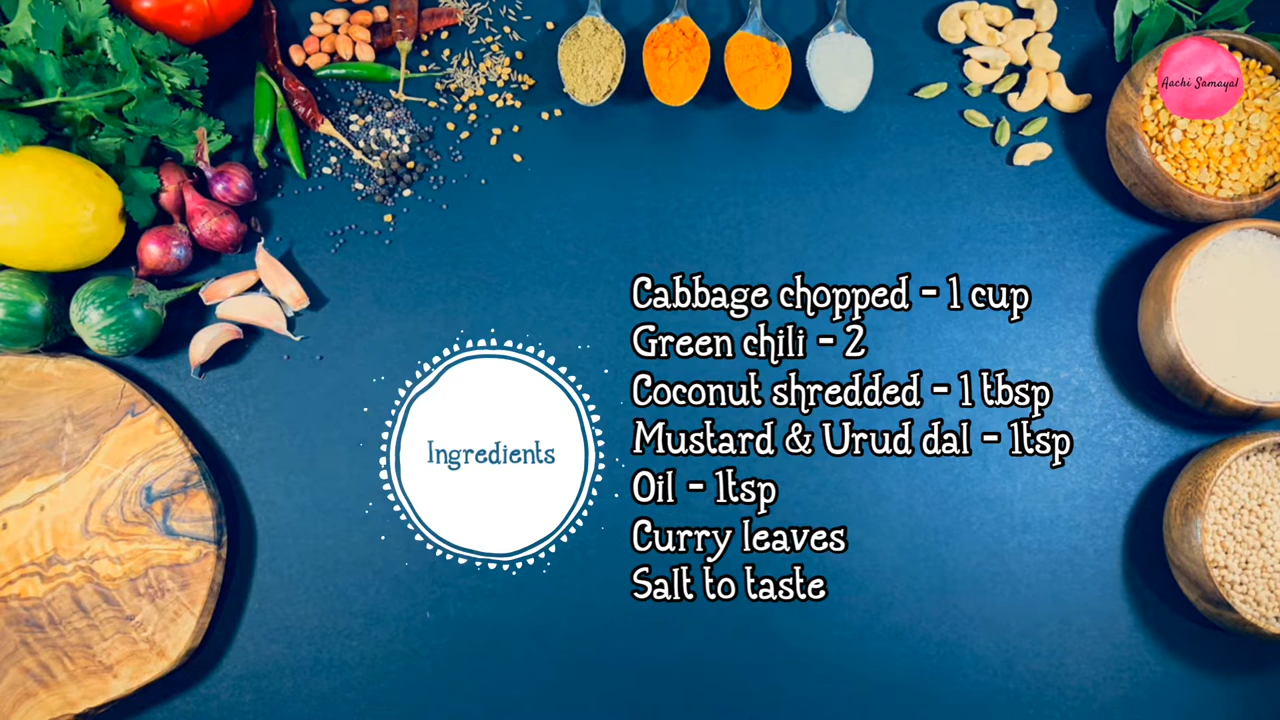 Aachi Samayal
Cabbage chopped - 1 cup
Green chili - 2
Coconut shredded - 1 tbsp
Mustard & Urud dal - 1tsp
Ingredients
Oil - 1tsp
Curry leaves
Salt to taste